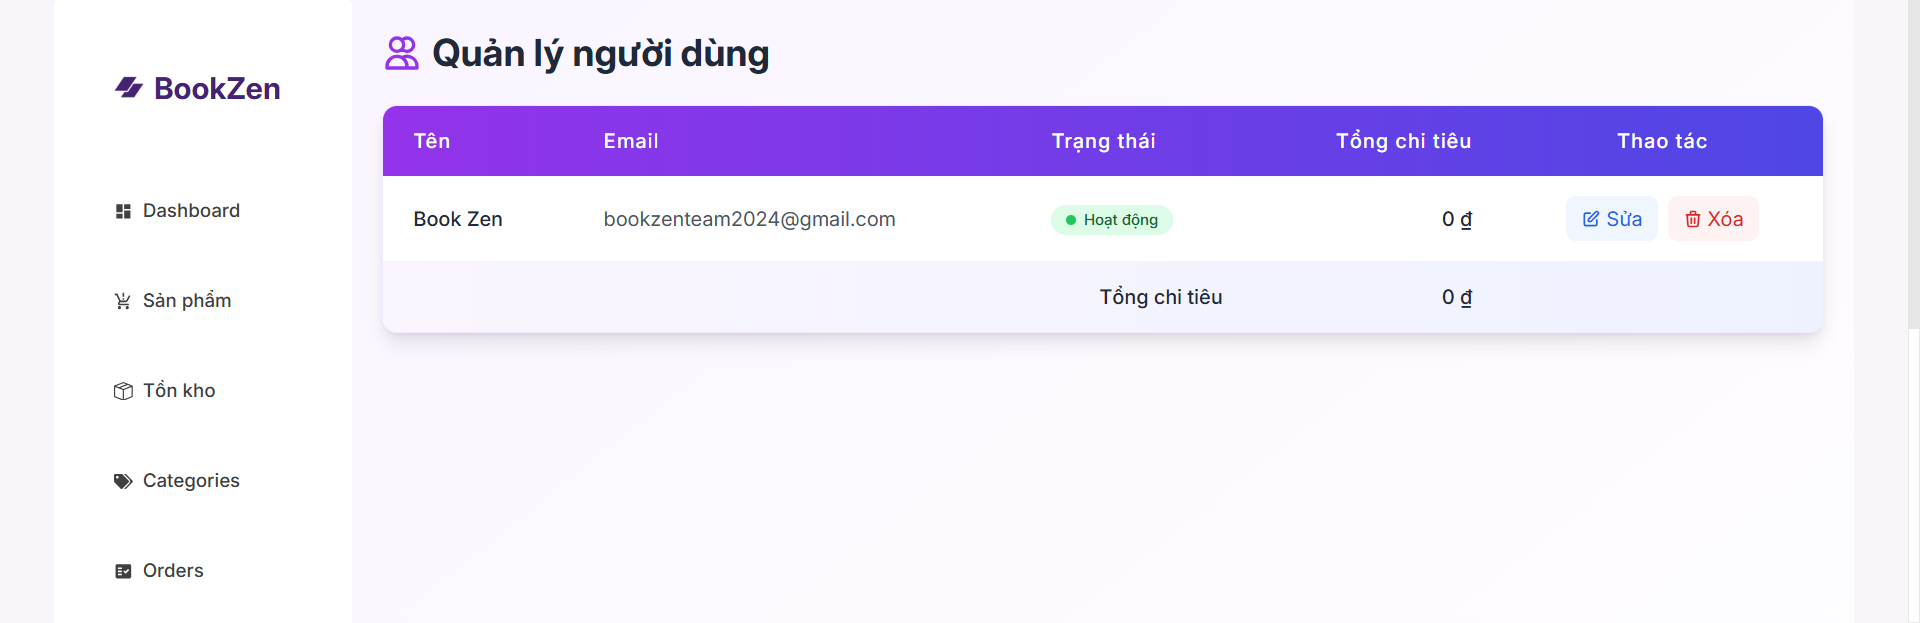 BookZen
Dashboard
Sản phẩm
Tồn kho
Categories
Orders
Quản lý người dùng
Tên Email Trạng thái Tổng chi tiêu Thao tác
Book Zen bookzenteam2024@gmail.com Hoạt động 0 ₫ Sửa Xóa
Tổng chi tiêu 0 ₫